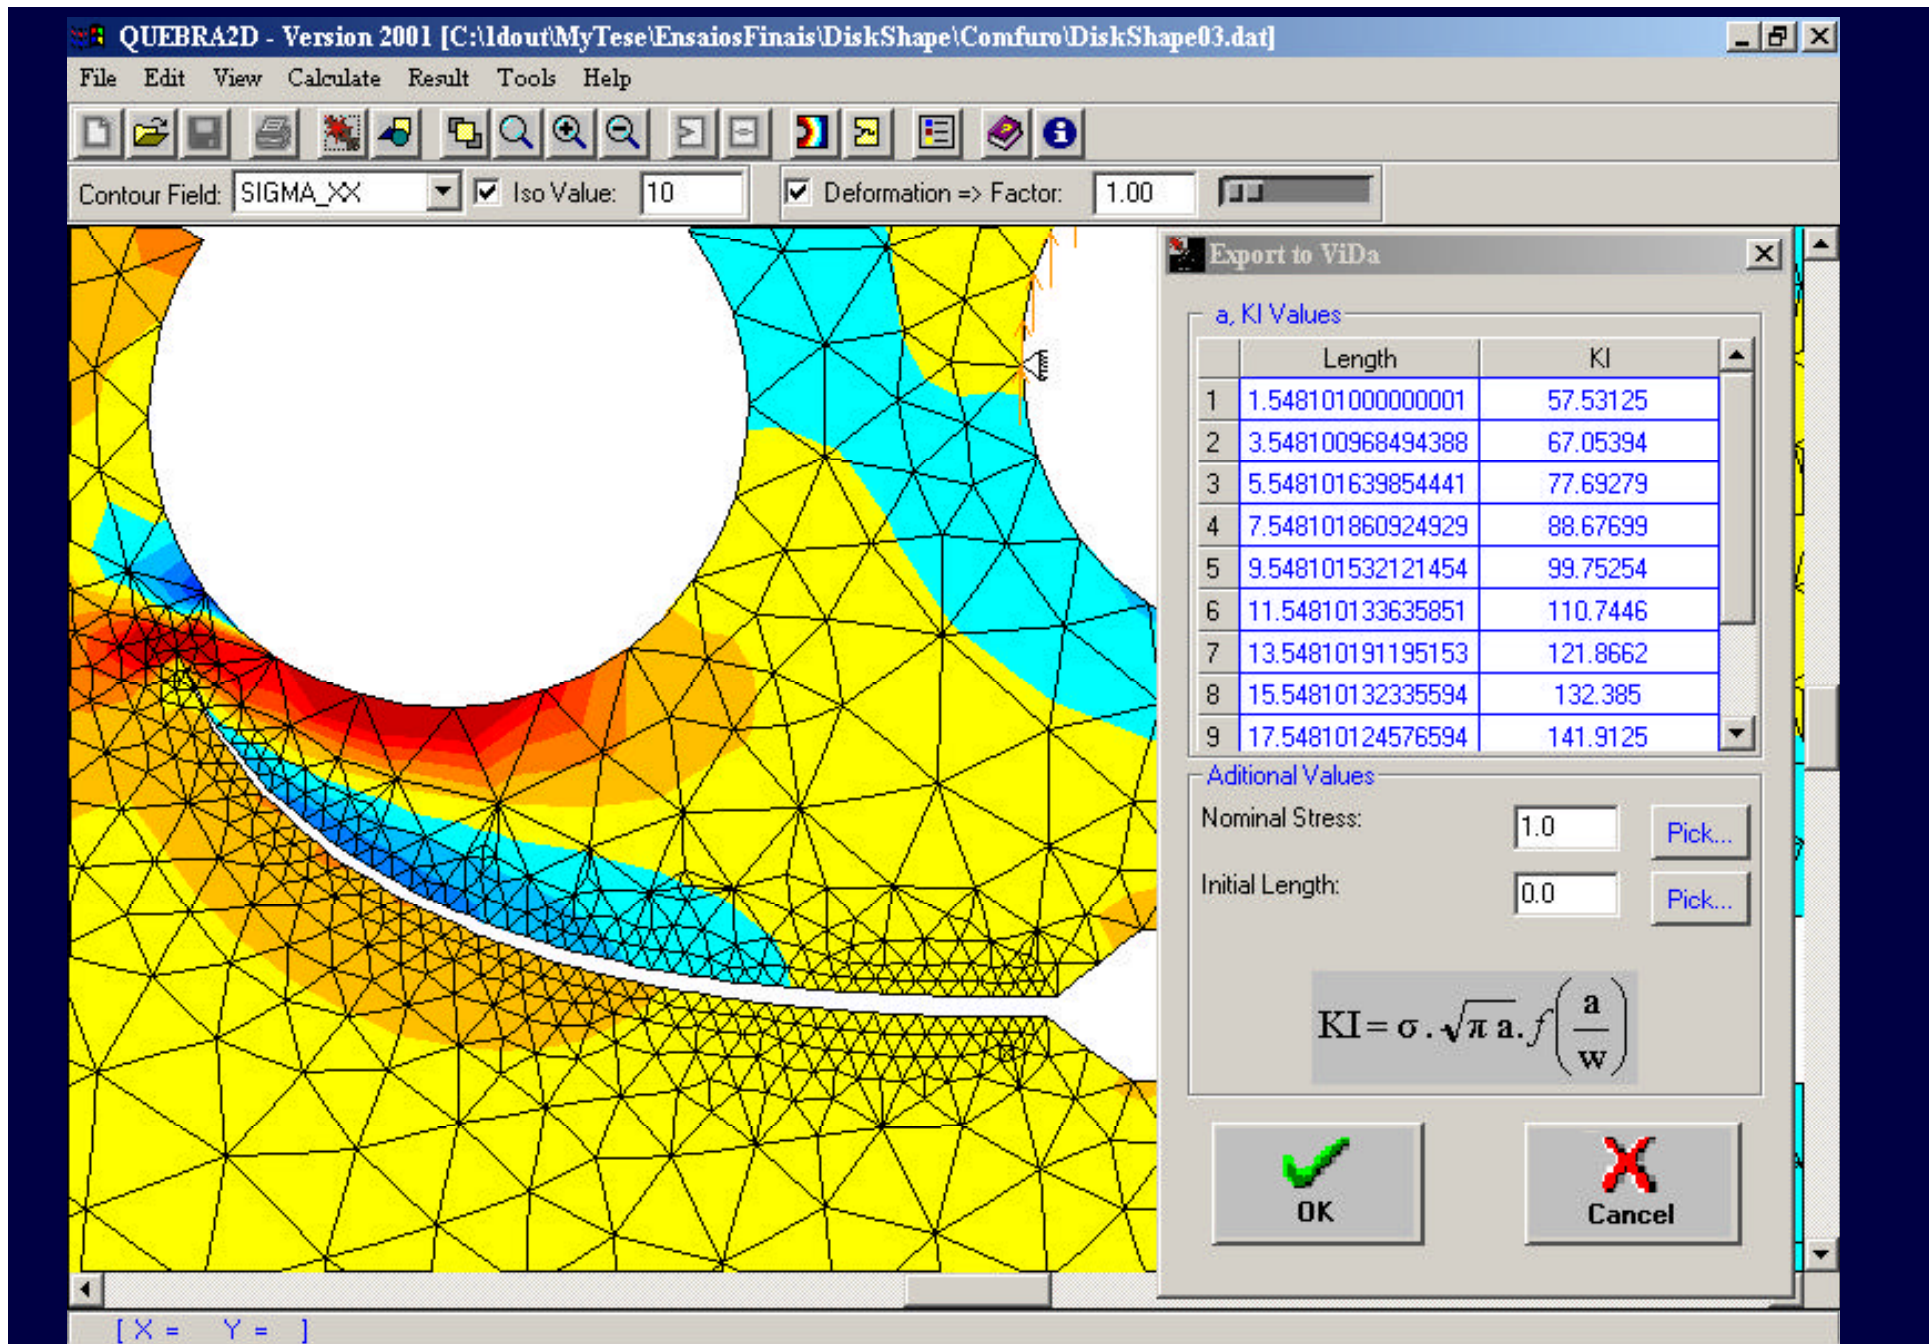 QUEBRA2D - Version 2001 [C:\1dout\MyTese\EnsaiosFinais\DiskShape\Comfuro\DiskShape03.dat]
File Edit View Calculate Result Tools Help
Contour Field: SIGMA_XX Iso Value: 10 Deformation => Factor: 1.00
Export to ViDa
a, KI Values
Length KI
1 1.548101000000001 57.53125
2 3.548100968494388 67.05394
3 5.548101639854441 77.69279
4 7.548101860924929 88.67699
5 9.548101532121454 99.75254
6 11.54810133635851 110.7446
7 13.54810191195153 121.8662
8 15.54810132335594 132.385
9 17.54810124576594 141.9125
Aditional Values
Nominal Stress: 1.0 Pick...
Initial Length: 0.0 Pick...
KI = σ . √π a . f(a/w)
OK Cancel
[ X = Y = ]